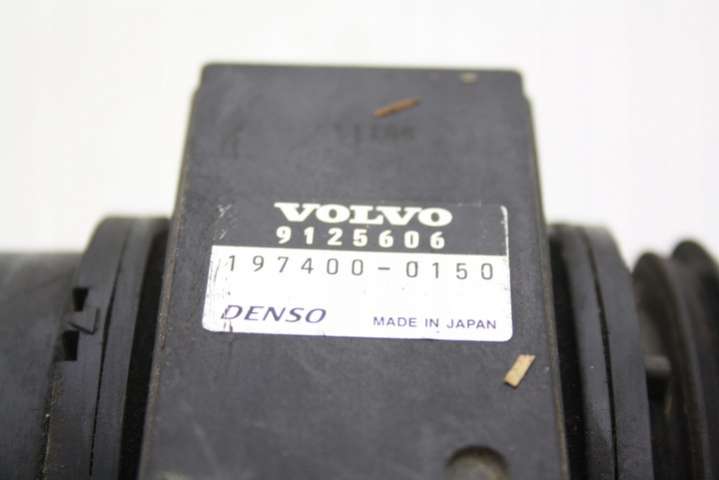 VOLVO
9125606
197400-0150
DENSO MADE IN JAPAN